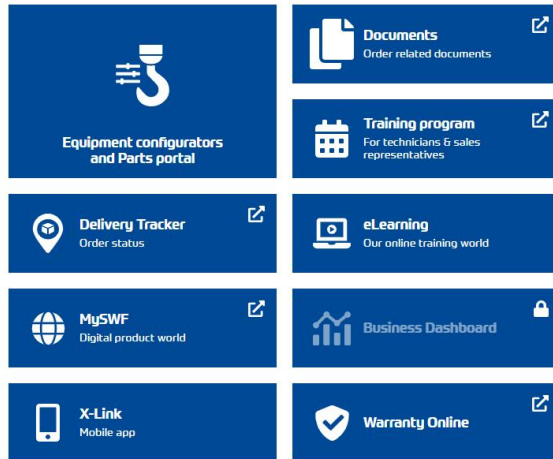 Equipment configurators
and Parts portal
Documents
Order related documents
Training program
For technicians & sales
representatives
Delivery Tracker
Order status
eLearning
Our online training world
MySWF
Digital product world
Business Dashboard
X-Link
Mobile app
Warranty Online